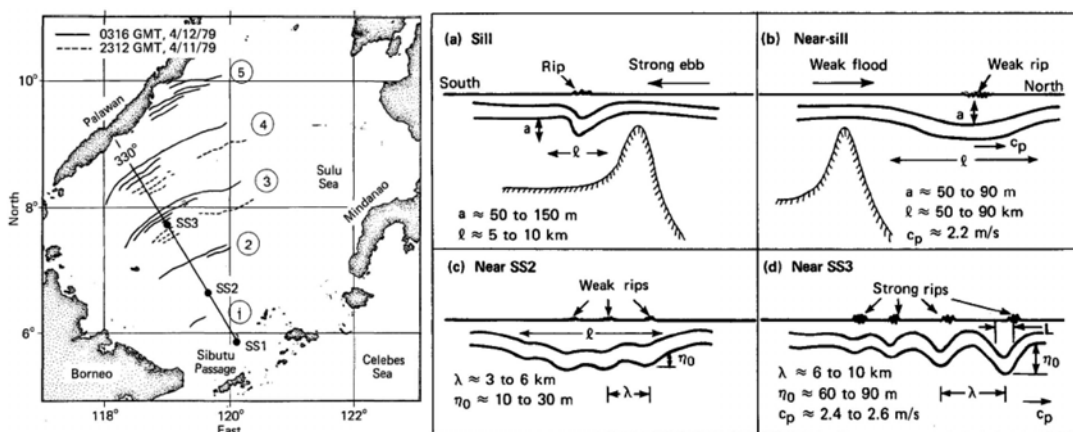 0316 GMT, 4/12/79
2312 GMT, 4/11/79
10°
8°
6°
North
118°
120°
122°
East
Palawan
330°
5
4
3
2
1
SS3
SS2
SS1
Sulu
Sea
Mindanao
Borneo
Sibutu
Passage
Celebes
Sea
(a) Sill
South
Rip
Strong ebb
a
ℓ
a ≈ 50 to 150 m
ℓ ≈ 5 to 10 km
(b) Near-sill
Weak flood
Weak rip
North
a
cp
ℓ
a ≈ 50 to 90 m
ℓ ≈ 50 to 90 km
cp ≈ 2.2 m/s
(c) Near SS2
Weak rips
ℓ
η0
λ ≈ 3 to 6 km
η0 ≈ 10 to 30 m
λ
(d) Near SS3
Strong rips
L
η0
λ ≈ 6 to 10 km
η0 ≈ 60 to 90 m
cp ≈ 2.4 to 2.6 m/s
λ
cp